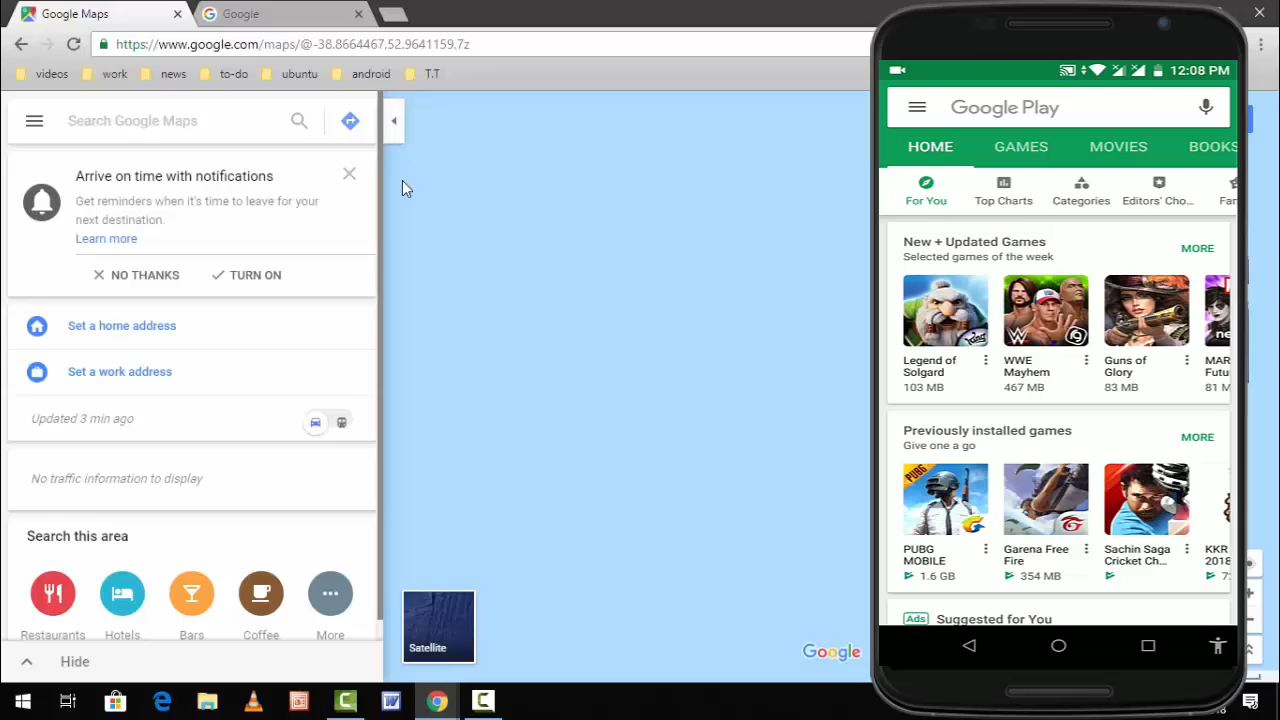 Google Maps
Google
https://www.google.com/maps/@-38.8664467,52.9641159,7z
videos
work
news
to-do
ubuntu
android
T.T
Search Google Maps
Arrive on time with notifications
Get reminders when it's time to leave for your
next destination.
Learn more
NO THANKS
TURN ON
Set a home address
Set a work address
Updated 3 min ago
No traffic information to display
Search this area
Restaurants
Hotels
Bars
Coffee
More
Hide
Satellite
Google
12:08 PM
Google Play
HOME
GAMES
MOVIES
BOOKS
For You
Top Charts
Categories
Editors' Cho...
Fan
New + Updated Games
Selected games of the week
MORE
Legend of
Solgard
103 MB
WWE
Mayhem
467 MB
Guns of
Glory
83 MB
MAR
Futu
81 M
Previously installed games
Give one a go
MORE
PUBG
MOBILE
1.6 GB
Garena Free
Fire
354 MB
Sachin Saga
Cricket Ch...
KKR
2018
Ads Suggested for You